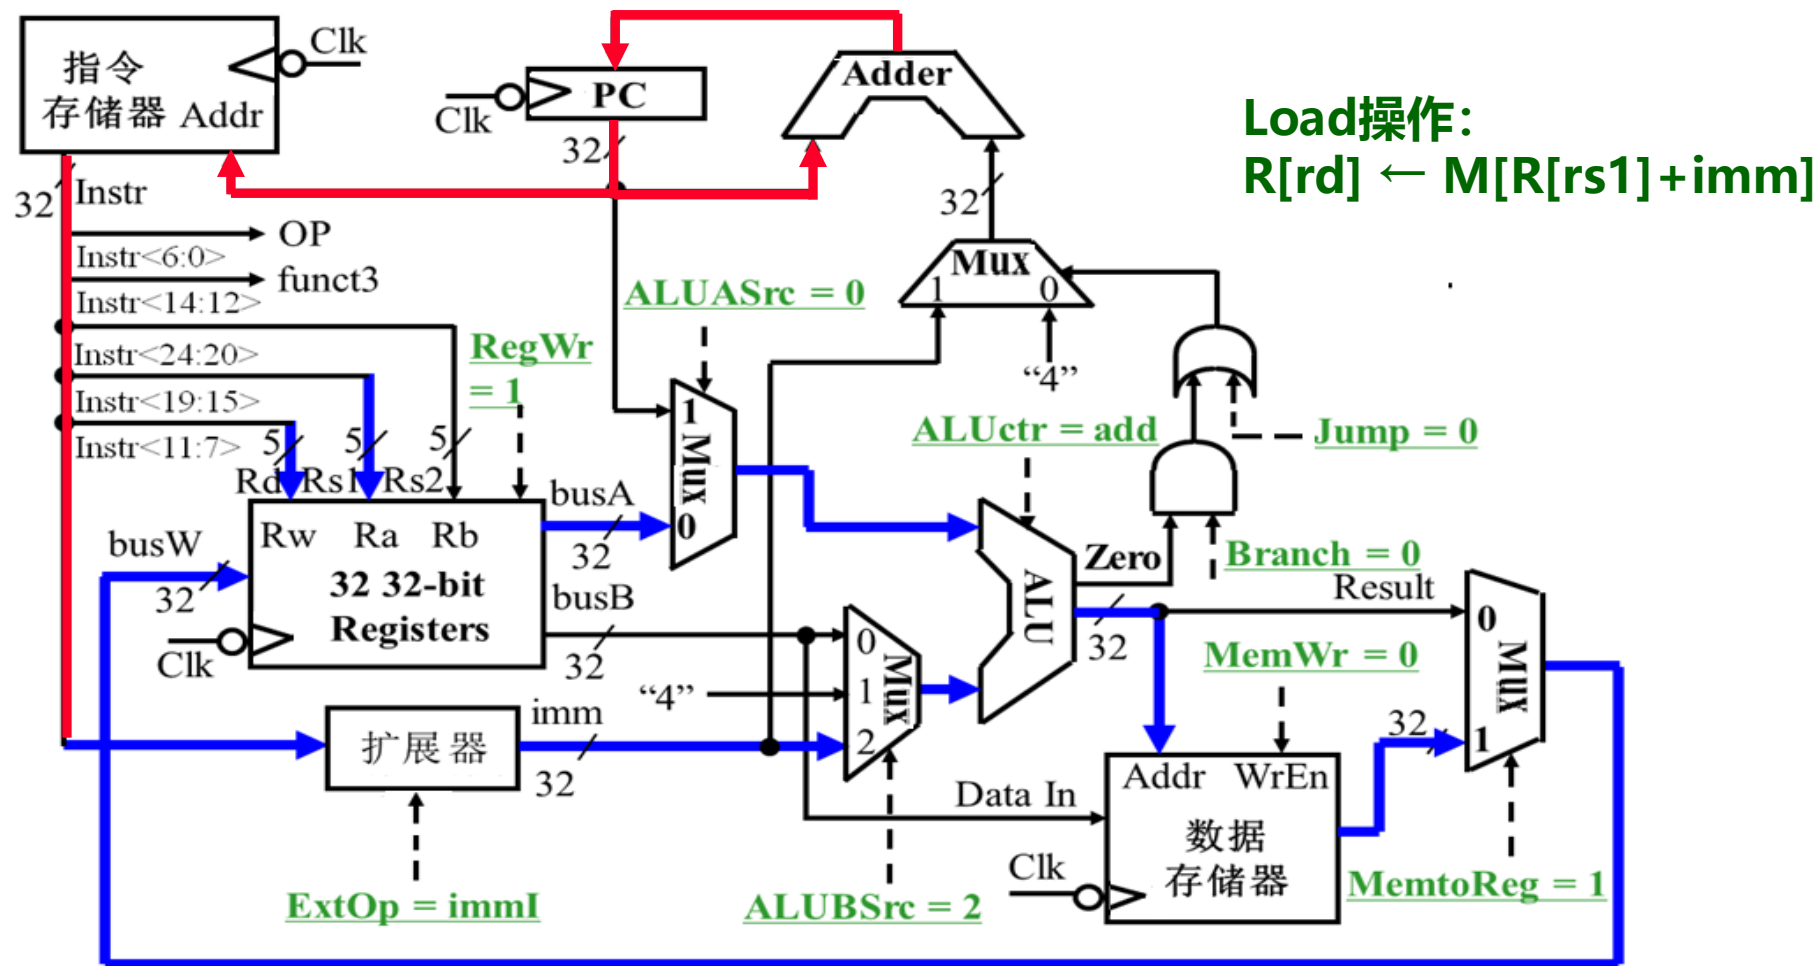 指令
存储器 Addr
Clk
PC
Clk
32
Adder
Load操作：
R[rd] ← M[R[rs1]+imm]
32
Instr
OP
Instr<6:0>
funct3
Instr<14:12>
Instr<24:20>
Instr<19:15>
Instr<11:7>
32
Mux
1 0
"4"
ALUASrc = 0
RegWr
= 1
ALUctr = add
Jump = 0
5 5 5
Rd Rs1 Rs2
1
Mux
0
busA
32
busW
32
Rw Ra Rb
32 32-bit
Registers
Clk
busB
32
Zero
Branch = 0
Result
ALU
32
MemWr = 0
0
Mux
1
"4"
0
1
2
Mux
imm
32
扩展器
32
Data In
Addr WrEn
数据
存储器
Clk
ExtOp = immI
ALUBSrc = 2
MemtoReg = 1